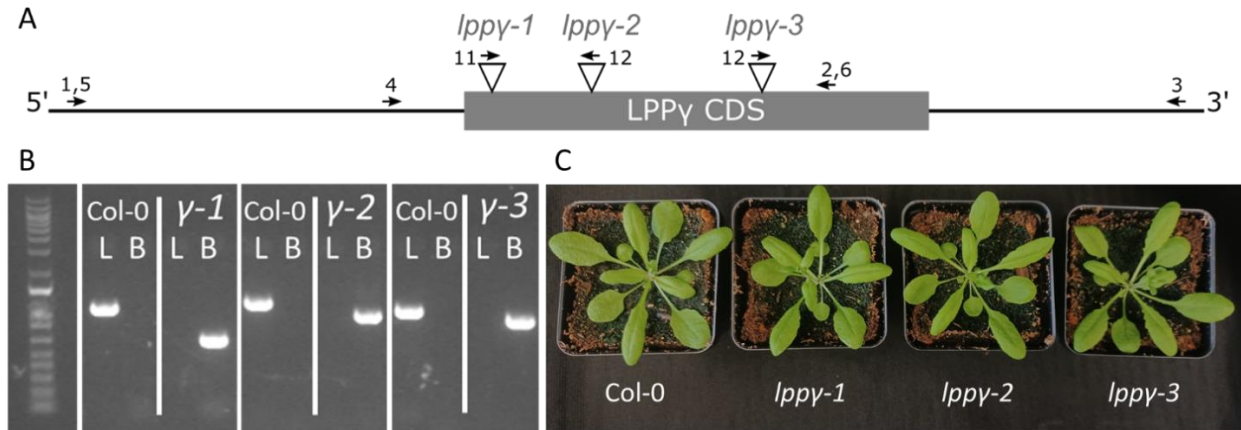 A
lppγ-1 lppγ-2 lppγ-3
11 12 12
1,5 4 2,6 3
5' LPPγ CDS 3'
B C
Col-0 γ-1 Col-0 γ-2 Col-0 γ-3
L B L B L B L B L B L B
Col-0 lppγ-1 lppγ-2 lppγ-3